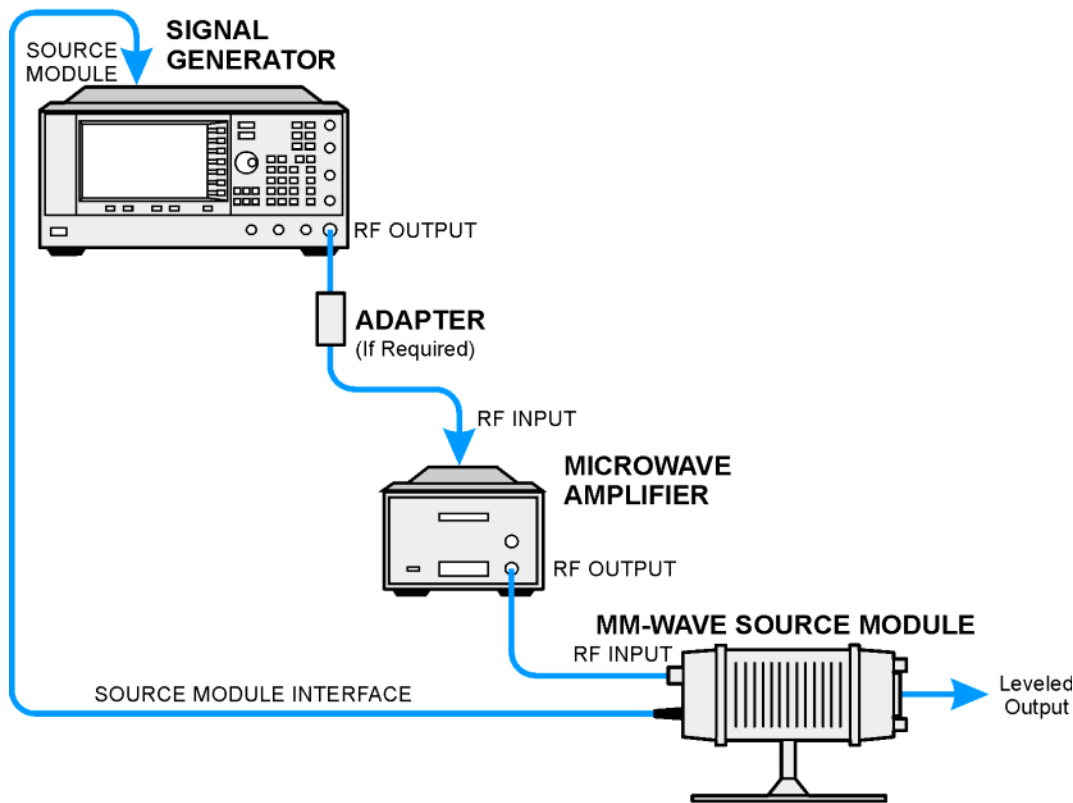 SIGNAL
GENERATOR
SOURCE
MODULE
RF OUTPUT
ADAPTER
(If Required)
RF INPUT
MICROWAVE
AMPLIFIER
RF OUTPUT
MM-WAVE SOURCE MODULE
RF INPUT
SOURCE MODULE INTERFACE
Leveled
Output